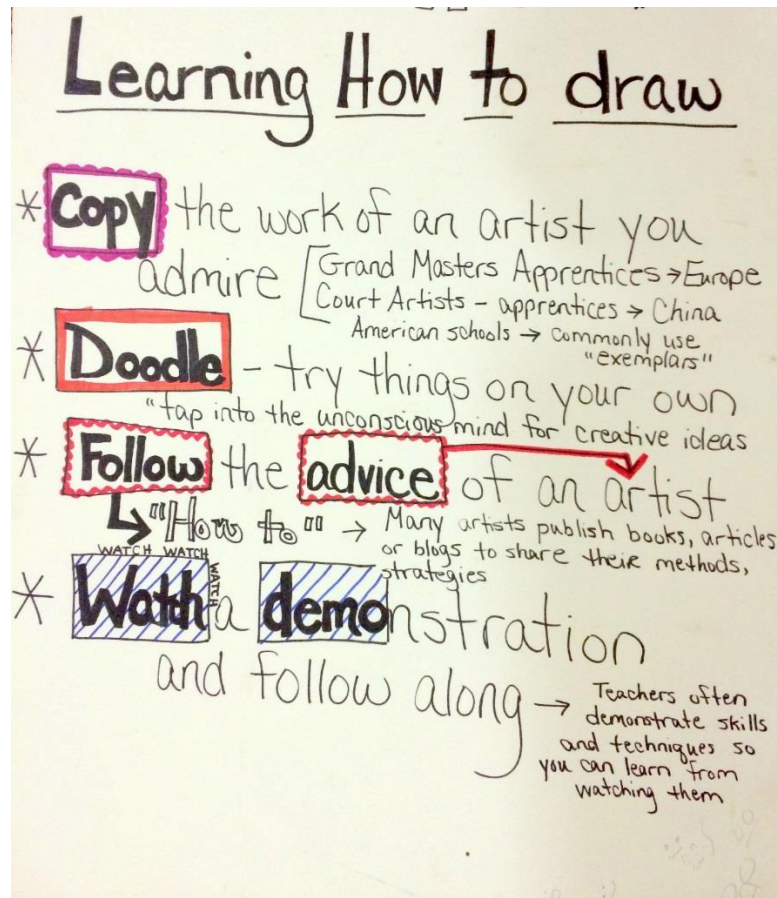 Learning How to draw
* Copy the work of an artist you
admire [Grand Masters Apprentices → Europe
Court Artists - apprentices → China
American schools → commonly use
"exemplars"
* Doodle - try things on your own
"tap into the unconscious mind for creative ideas
* Follow the advice of an artist
"How to" → Many artists publish books, articles
or blogs to share their methods,
strategies
WATCH WATCH
WATCH
* Watch a demonstration
and follow along → Teachers often
demonstrate skills
and techniques so
you can learn from
watching them